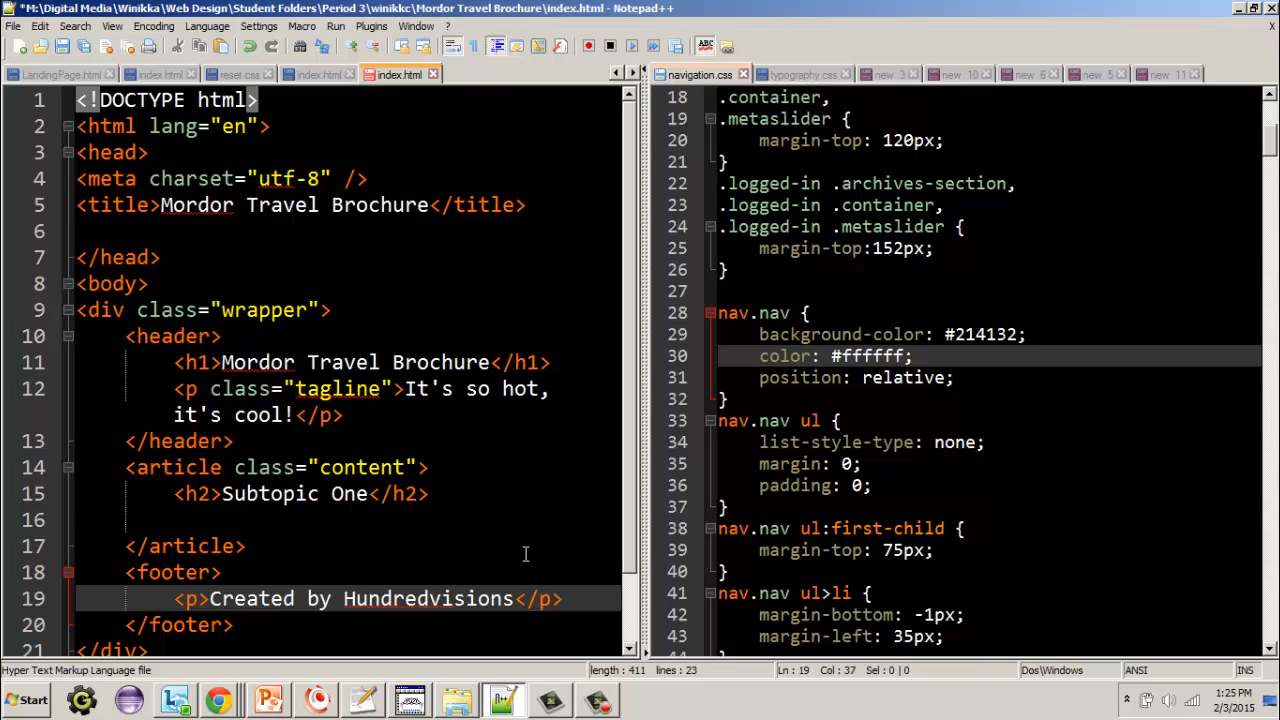 *M:\Digital Media\Winikka\Web Design\Student Folders\Period 3\winikkc\Mordor Travel Brochure\index.html - Notepad++
File Edit Search View Encoding Language Settings Macro Run Plugins Window ?
X
ABC
LandingPage.html index.html reset.css index.html index.html
navigation.css typography.css new 3 new 10 new 6 new 5 new 11
1 <!DOCTYPE html>
2 <html lang="en">
3 <head>
4 <meta charset="utf-8" />
5 <title>Mordor Travel Brochure</title>
6
7 </head>
8 <body>
9 <div class="wrapper">
10 <header>
11 <h1>Mordor Travel Brochure</h1>
12 <p class="tagline">It's so hot,
it's cool!</p>
13 </header>
14 <article class="content">
15 <h2>Subtopic One</h2>
16
17 </article>
18 <footer>
19 <p>Created by Hundredvisions</p>
20 </footer>
21 </div>
18 .container,
19 .metaslider {
20 margin-top: 120px;
21 }
22 .logged-in .archives-section,
23 .logged-in .container,
24 .logged-in .metaslider {
25 margin-top:152px;
26 }
27
28 nav.nav {
29 background-color: #214132;
30 color: #ffffff;
31 position: relative;
32 }
33 nav.nav ul {
34 list-style-type: none;
35 margin: 0;
36 padding: 0;
37 }
38 nav.nav ul:first-child {
39 margin-top: 75px;
40 }
41 nav.nav ul>li {
42 margin-bottom: -1px;
43 margin-left: 35px;
Hyper Text Markup Language file length : 411 lines : 23 Ln : 19 Col : 37 Sel : 0 | 0 Dos\Windows ANSI INS
Start
1:25 PM
2/3/2015